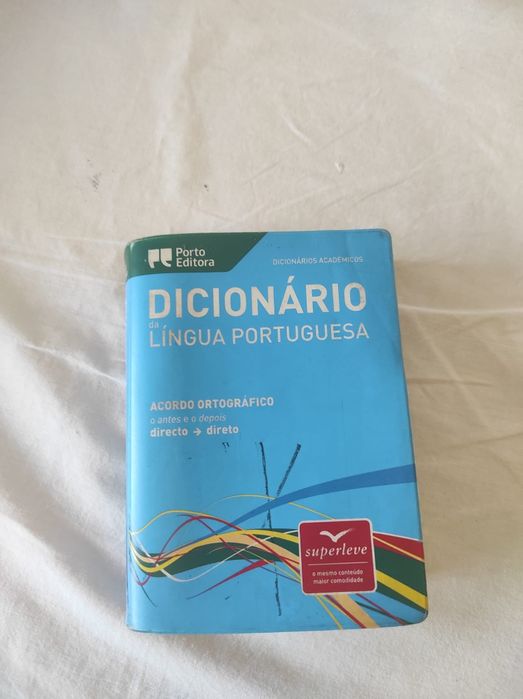 Porto
Editora
DICIONÁRIOS ACADÉMICOS
DICIONÁRIO
da
LÍNGUA PORTUGUESA
ACORDO ORTOGRÁFICO
o antes e o depois
directo → direto
superleve
o mesmo conteúdo
maior comodidade